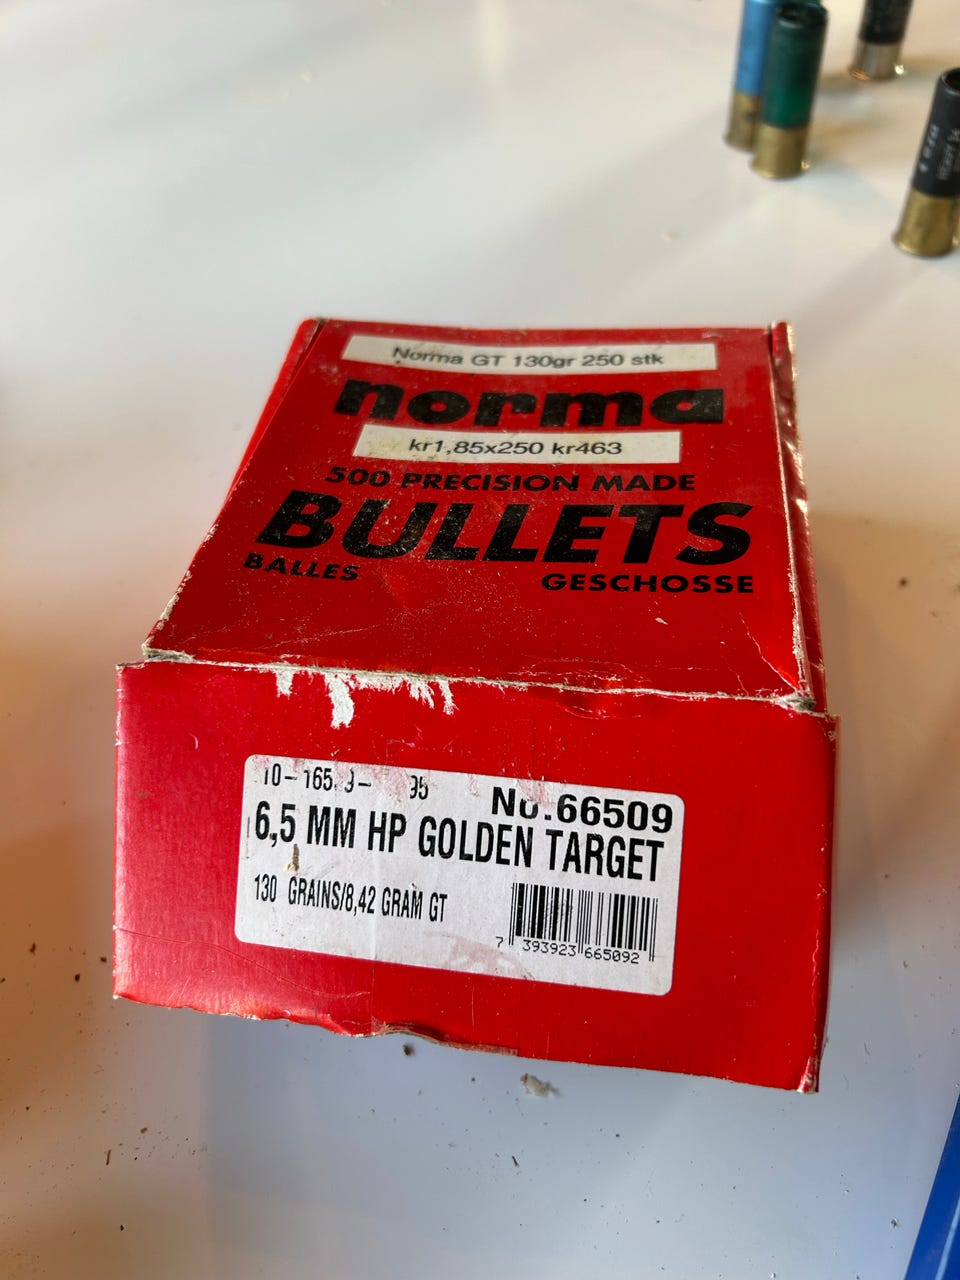 Norma GT 130gr 250 stk
norma
kr1,85x250 kr463
500 PRECISION MADE
BULLETS
BALLES GESCHOSSE
No.66509
6,5 MM HP GOLDEN TARGET
130 GRAINS/8,42 GRAM GT
7 393923 665092